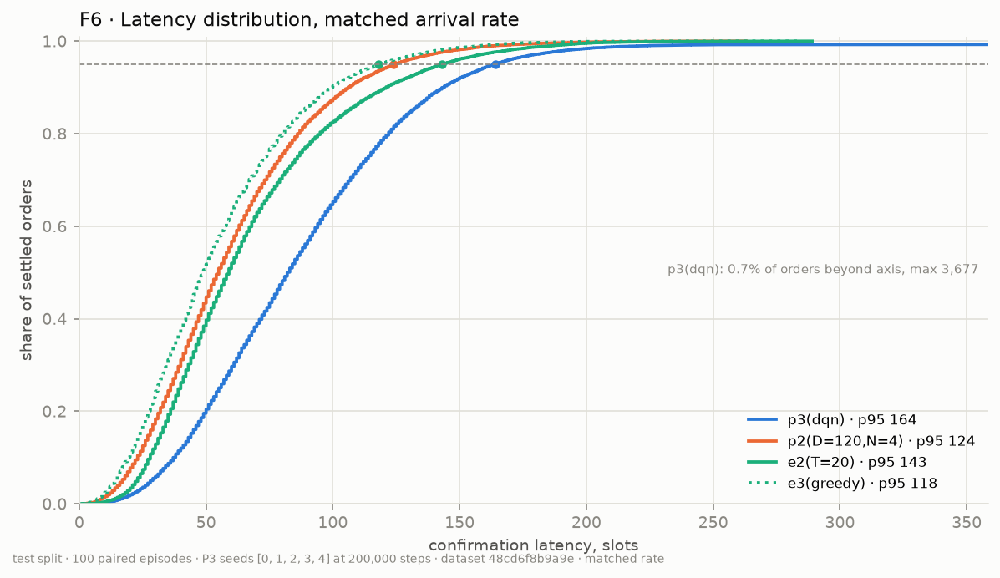 F6 · Latency distribution, matched arrival rate
1.0
0.8
0.6
0.4
0.2
0.0
share of settled orders
p3(dqn): 0.7% of orders beyond axis, max 3,677
p3(dqn) · p95 164
p2(D=120,N=4) · p95 124
e2(T=20) · p95 143
e3(greedy) · p95 118
0 50 100 150 200 250 300 350
confirmation latency, slots
test split · 100 paired episodes · P3 seeds [0, 1, 2, 3, 4] at 200,000 steps · dataset 48cd6f8b9a9e · matched rate